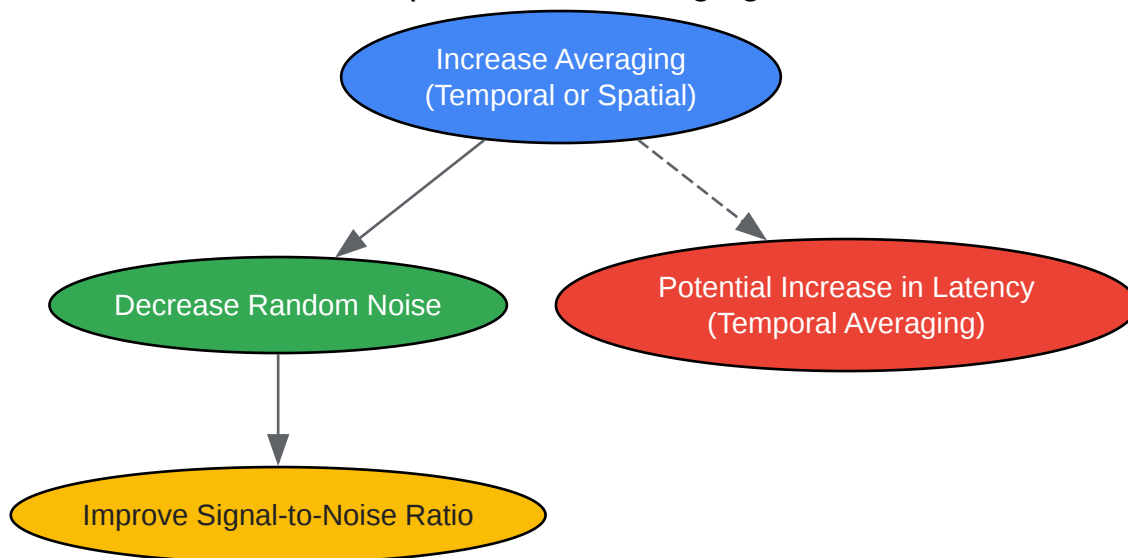 Increase Averaging
(Temporal or Spatial)
Decrease Random Noise
Potential Increase in Latency
(Temporal Averaging)
Improve Signal-to-Noise Ratio